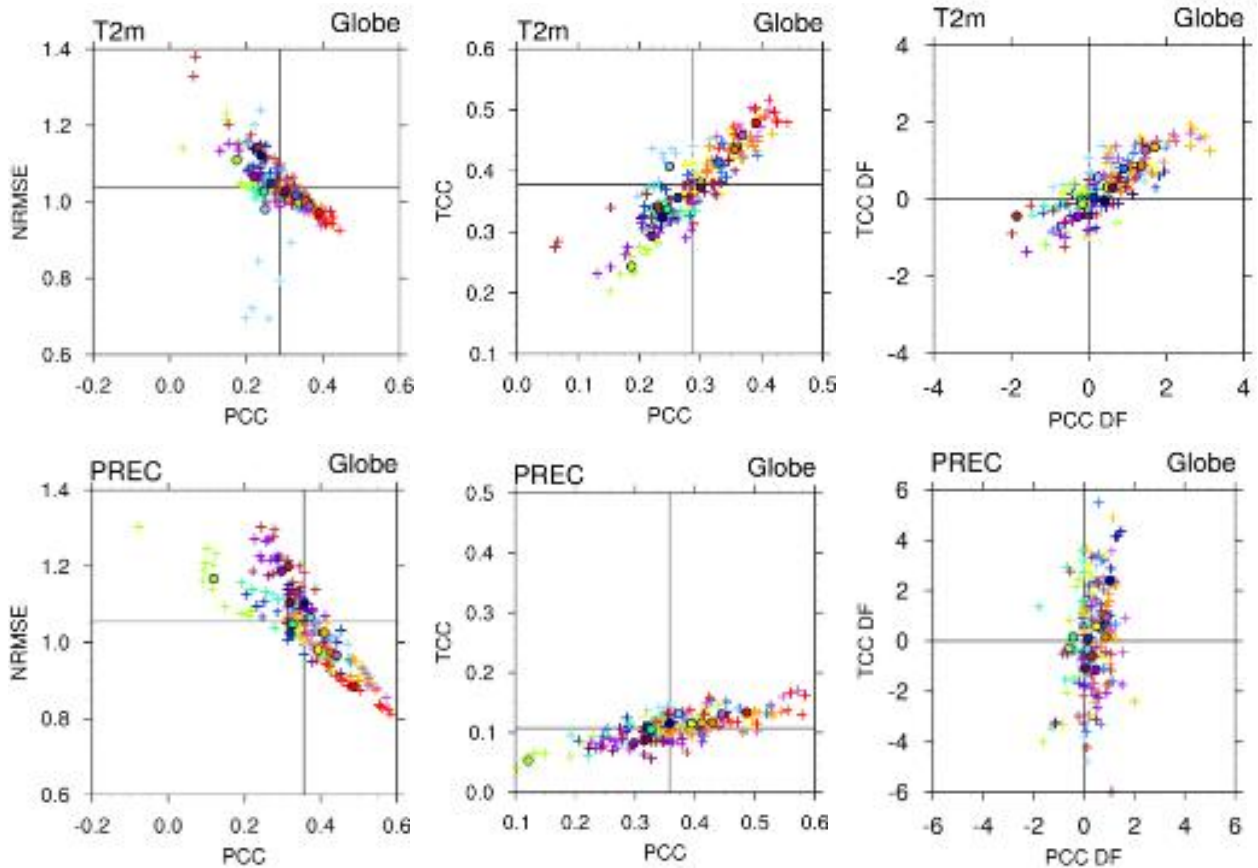 T2m Globe
1.4
1.2
1.0
0.8
0.6
NRMSE
-0.2 0.0 0.2 0.4 0.6
PCC
T2m Globe
0.6
0.5
0.4
0.3
0.2
0.1
TCC
0.0 0.1 0.2 0.3 0.4 0.5
PCC
T2m Globe
4
2
0
-2
-4
TCC DF
-4 -2 0 2 4
PCC DF
PREC Globe
1.4
1.2
1.0
0.8
0.6
NRMSE
-0.2 0.0 0.2 0.4 0.6
PCC
PREC Globe
0.5
0.4
0.3
0.2
0.1
0.0
TCC
0.1 0.2 0.3 0.4 0.5 0.6
PCC
PREC Globe
6
4
2
0
-2
-4
-6
TCC DF
-6 -4 -2 0 2 4 6
PCC DF